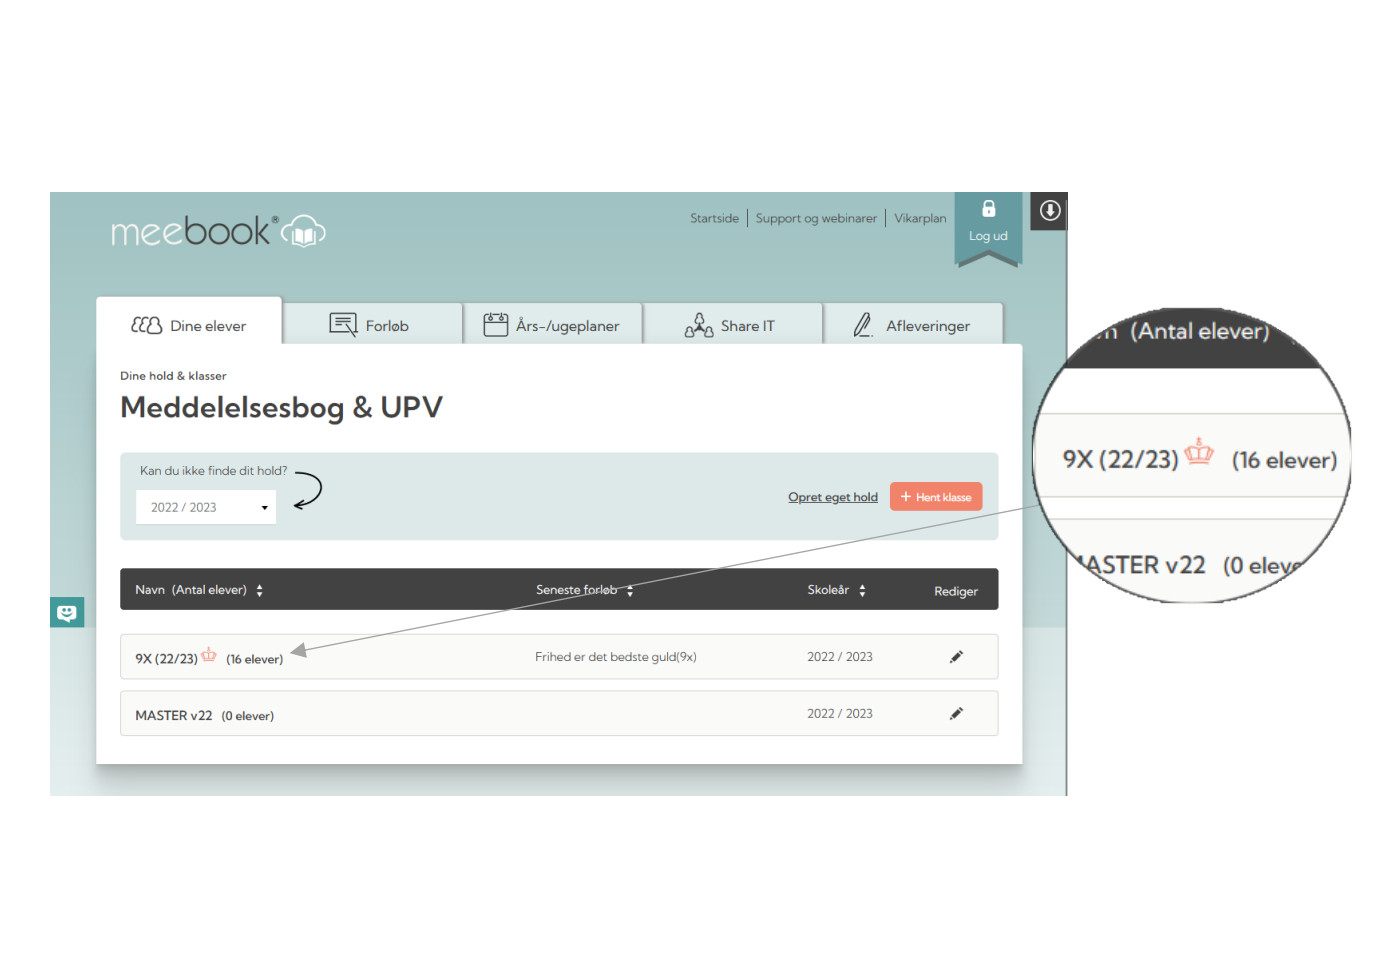 meebook®
Startside
Support og webinarer
Vikarplan
Log ud
Dine elever
Forløb
Års-/ugeplaner
Share IT
Afleveringer
Dine hold & klasser
Meddelelsesbog & UPV
Kan du ikke finde dit hold?
2022 / 2023
Opret eget hold
+ Hent klasse
Navn (Antal elever)
Seneste forløb
Skoleår
Rediger
9X (22/23) (16 elever)
Frihed er det bedste guld(9x)
2022 / 2023
MASTER v22 (0 elever)
2022 / 2023
(Antal elever)
9X (22/23) (16 elever)
MASTER v22 (0 eleve